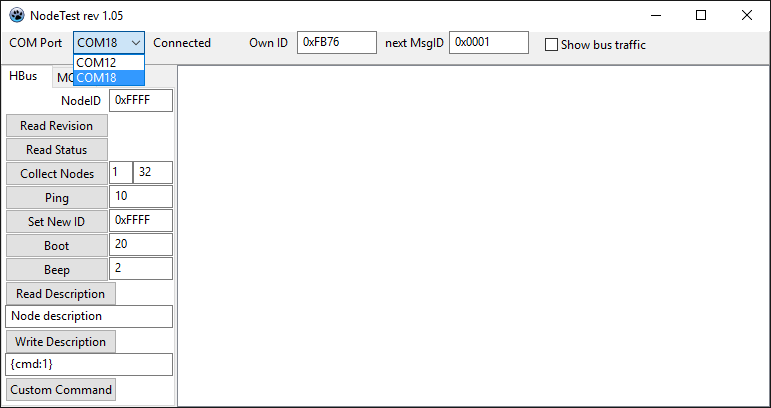 NodeTest rev 1.05
COM Port COM18 Connected Own ID 0xFB76 next MsgID 0x0001 Show bus traffic
COM12
COM18
HBus
NodeID 0xFFFF
Read Revision
Read Status
Collect Nodes 1 32
Ping 10
Set New ID 0xFFFF
Boot 20
Beep 2
Read Description
Node description
Write Description
{cmd:1}
Custom Command